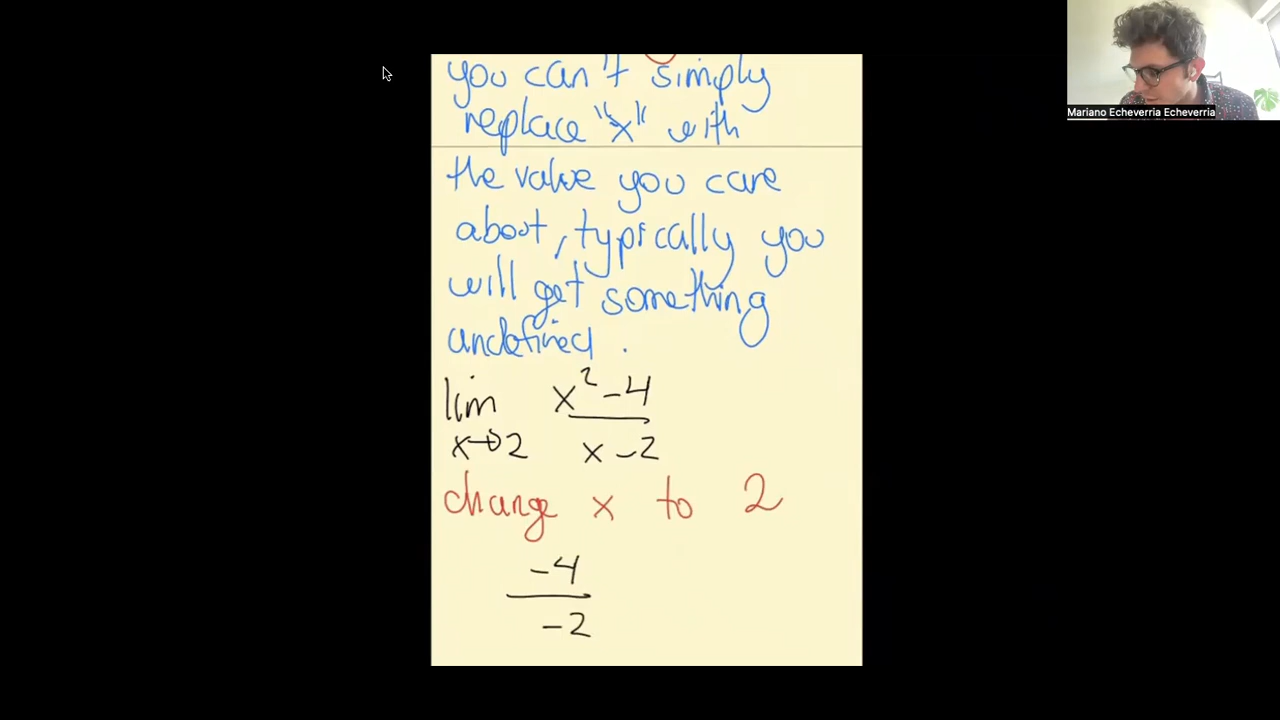 you can't simply
replace "x" with
the value you care
about, typically you
will get something
undefined.
lim x→2 x² - 4 / x - 2
change x to 2
-4
-2
Mariano Echeverria Echeverria